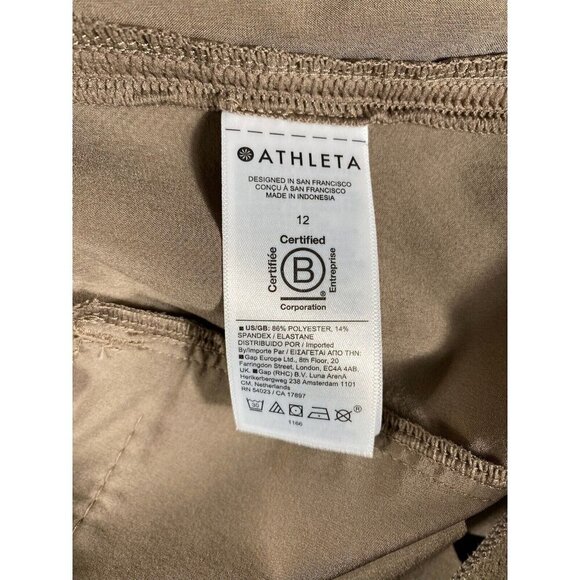 ATHLETA
DESIGNED IN SAN FRANCISCO
CONÇU À SAN FRANCISCO
MADE IN INDONESIA
12
Certified
Certifiée
B
Entreprise
®
Corporation
US/GB: 86% POLYESTER, 14%
SPANDEX / ELASTANE
DISTRIBUIDO POR / Imported
By/Importe Par / ΕΙΣΑΓΕΤΑΙ ΑΠΟ ΤΗΝ:
Gap Europe Ltd., 8th Floor, 20
Farringdon Street, London, EC4A 4AB,
UK. Gap (RHC) B.V. Luna ArenA
Herikerbergweg 238 Amsterdam 1101
CM, Netherlands
RN 54023 / CA 17897
30
®
1166